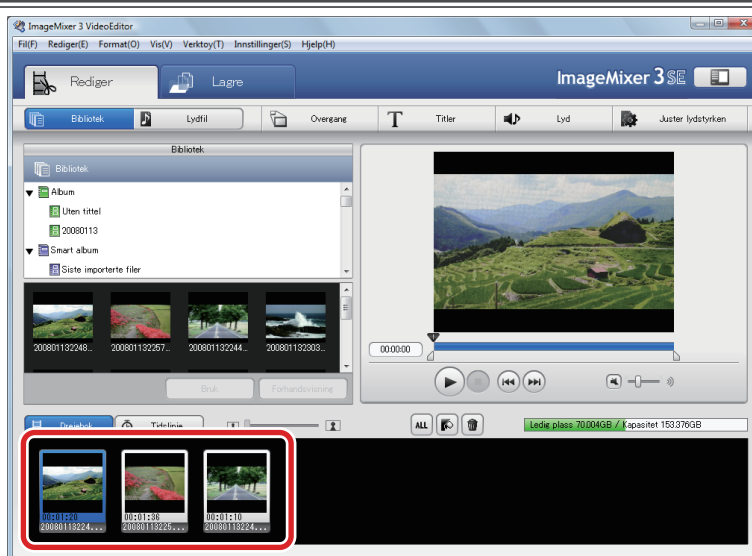 ImageMixer 3 VideoEditor
Fil(F) Rediger(E) Format(O) Vis(V) Verktoy(T) Innstillinger(S) Hjelp(H)
Rediger Lagre ImageMixer 3 SE
Bibliotek Lydfil Overgang T Titler Lyd Juster lydstyrken
Bibliotek
Bibliotek
Album
Uten tittel
20080113
Smart album
Siste importerte filer
200801132248... 200801132257... 200801132244... 200801132303...
00:00:00
Bruk Forhandsvisning
Dreiebok Tidslinje ALL Ledig plass 70.004GB / Kapasitet 153.376GB
00:01:20 00:01:36 00:01:10
20080113224... 20080113225... 20080113224...